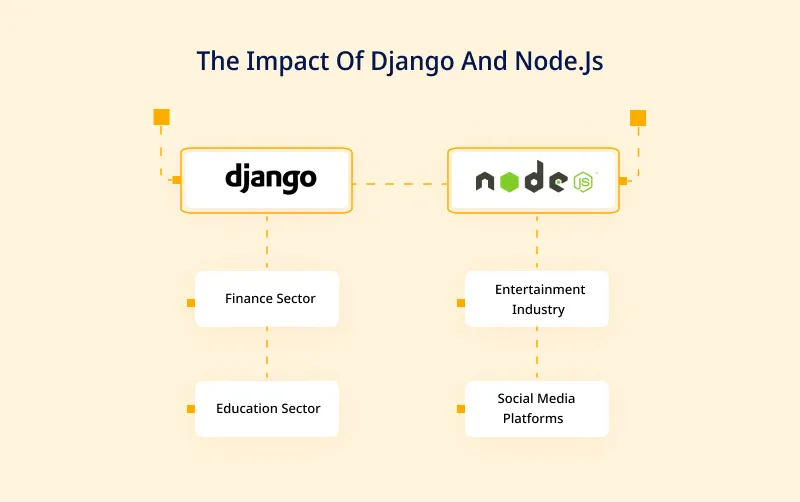 The Impact Of Django And Node.Js
django
node JS
Finance Sector
Entertainment
Industry
Education Sector
Social Media
Platforms